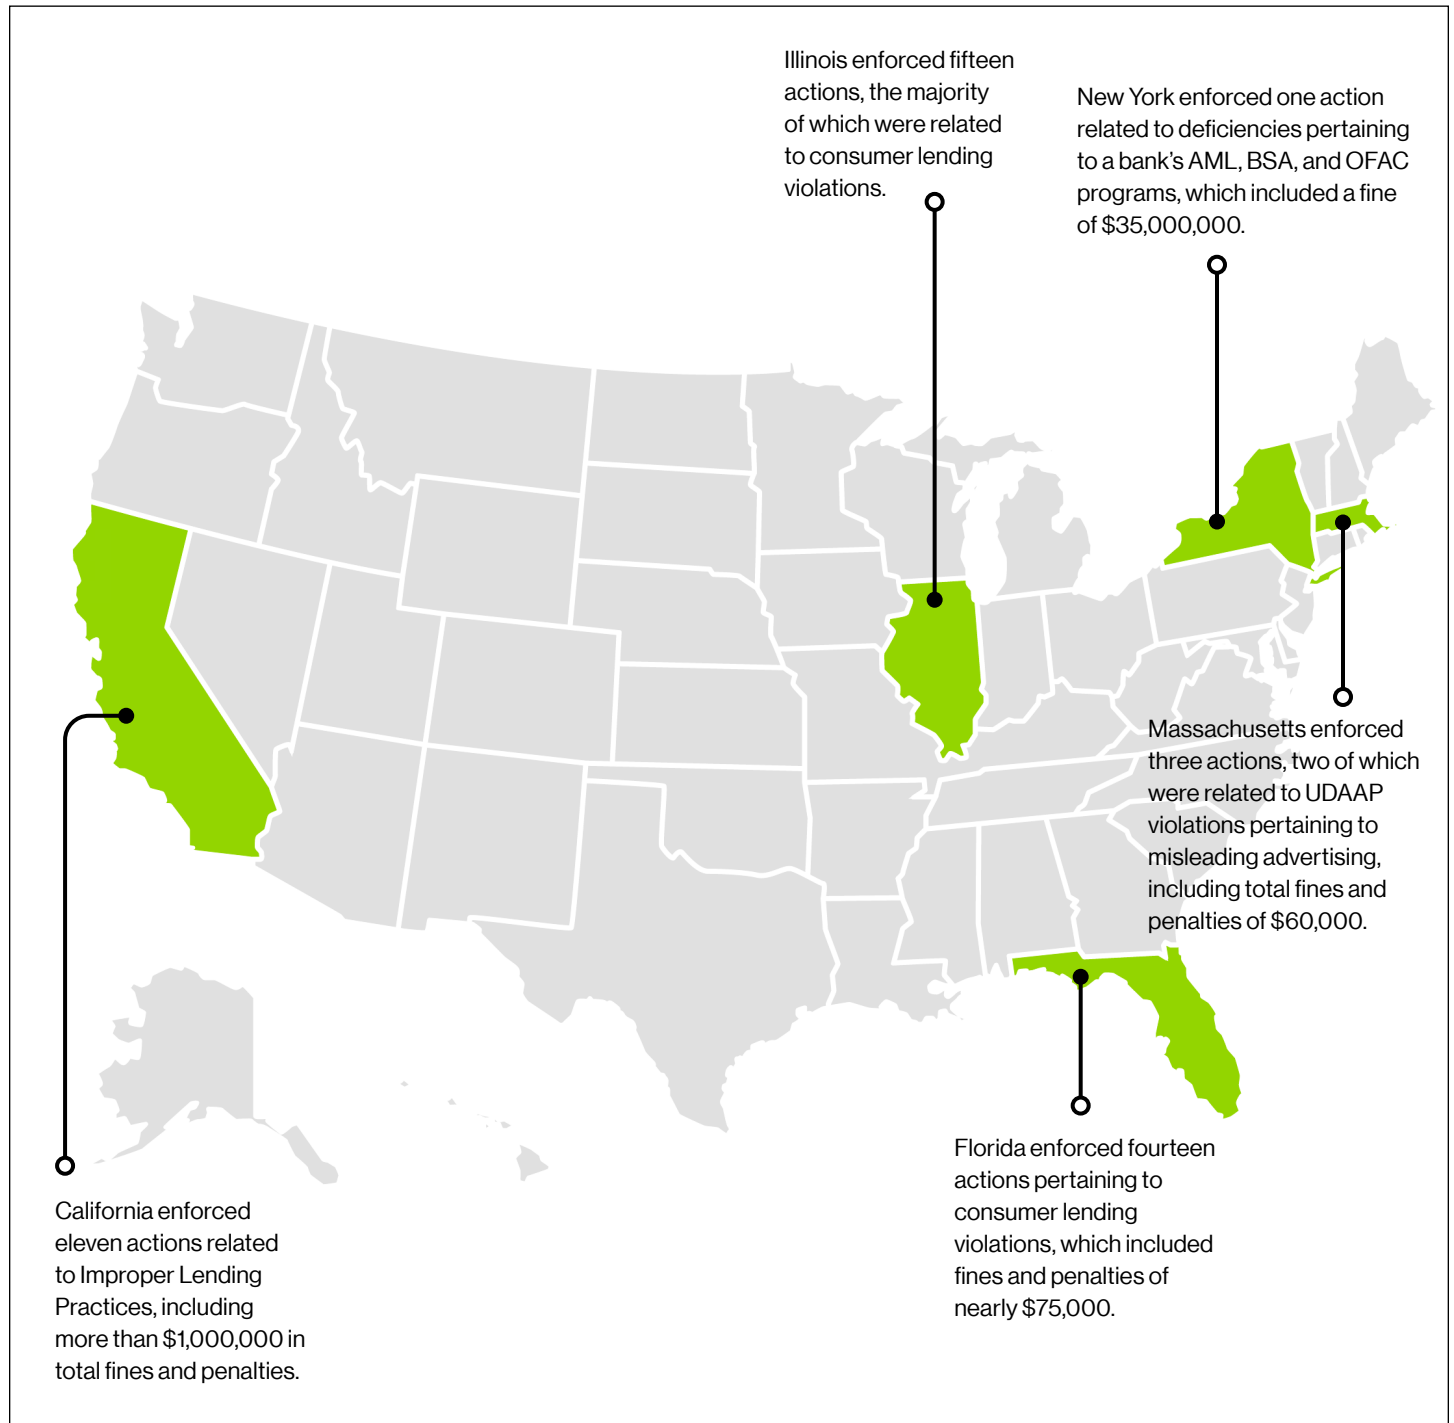 Illinois enforced fifteen
actions, the majority
of which were related
to consumer lending
violations.
New York enforced one action
related to deficiencies pertaining
to a bank’s AML, BSA, and OFAC
programs, which included a fine
of $35,000,000.
Massachusetts enforced
three actions, two of which
were related to UDAAP
violations pertaining to
misleading advertising,
including total fines and
penalties of $60,000.
Florida enforced fourteen
actions pertaining to
consumer lending
violations, which included
fines and penalties of
nearly $75,000.
California enforced
eleven actions related
to Improper Lending
Practices, including
more than $1,000,000 in
total fines and penalties.